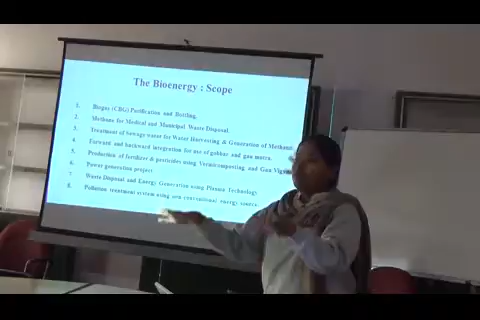 The Bioenergy : Scope
1. Biogas (CBG) Purification and Bottling.
2. Methane for Medical and Municipal Waste Disposal.
3. Treatment of Sewage water for Water Harvesting & Generation of Methane.
4. Forward and backward integration for use of gobbar and gau mutra.
5. Production of fertilizer & pesticides using Vermicomposting and Gau
6. Power generation project
7. Waste Disposal and Energy Generation using Plasma Technology
8. Pollution treatment system using non conventional energy source.